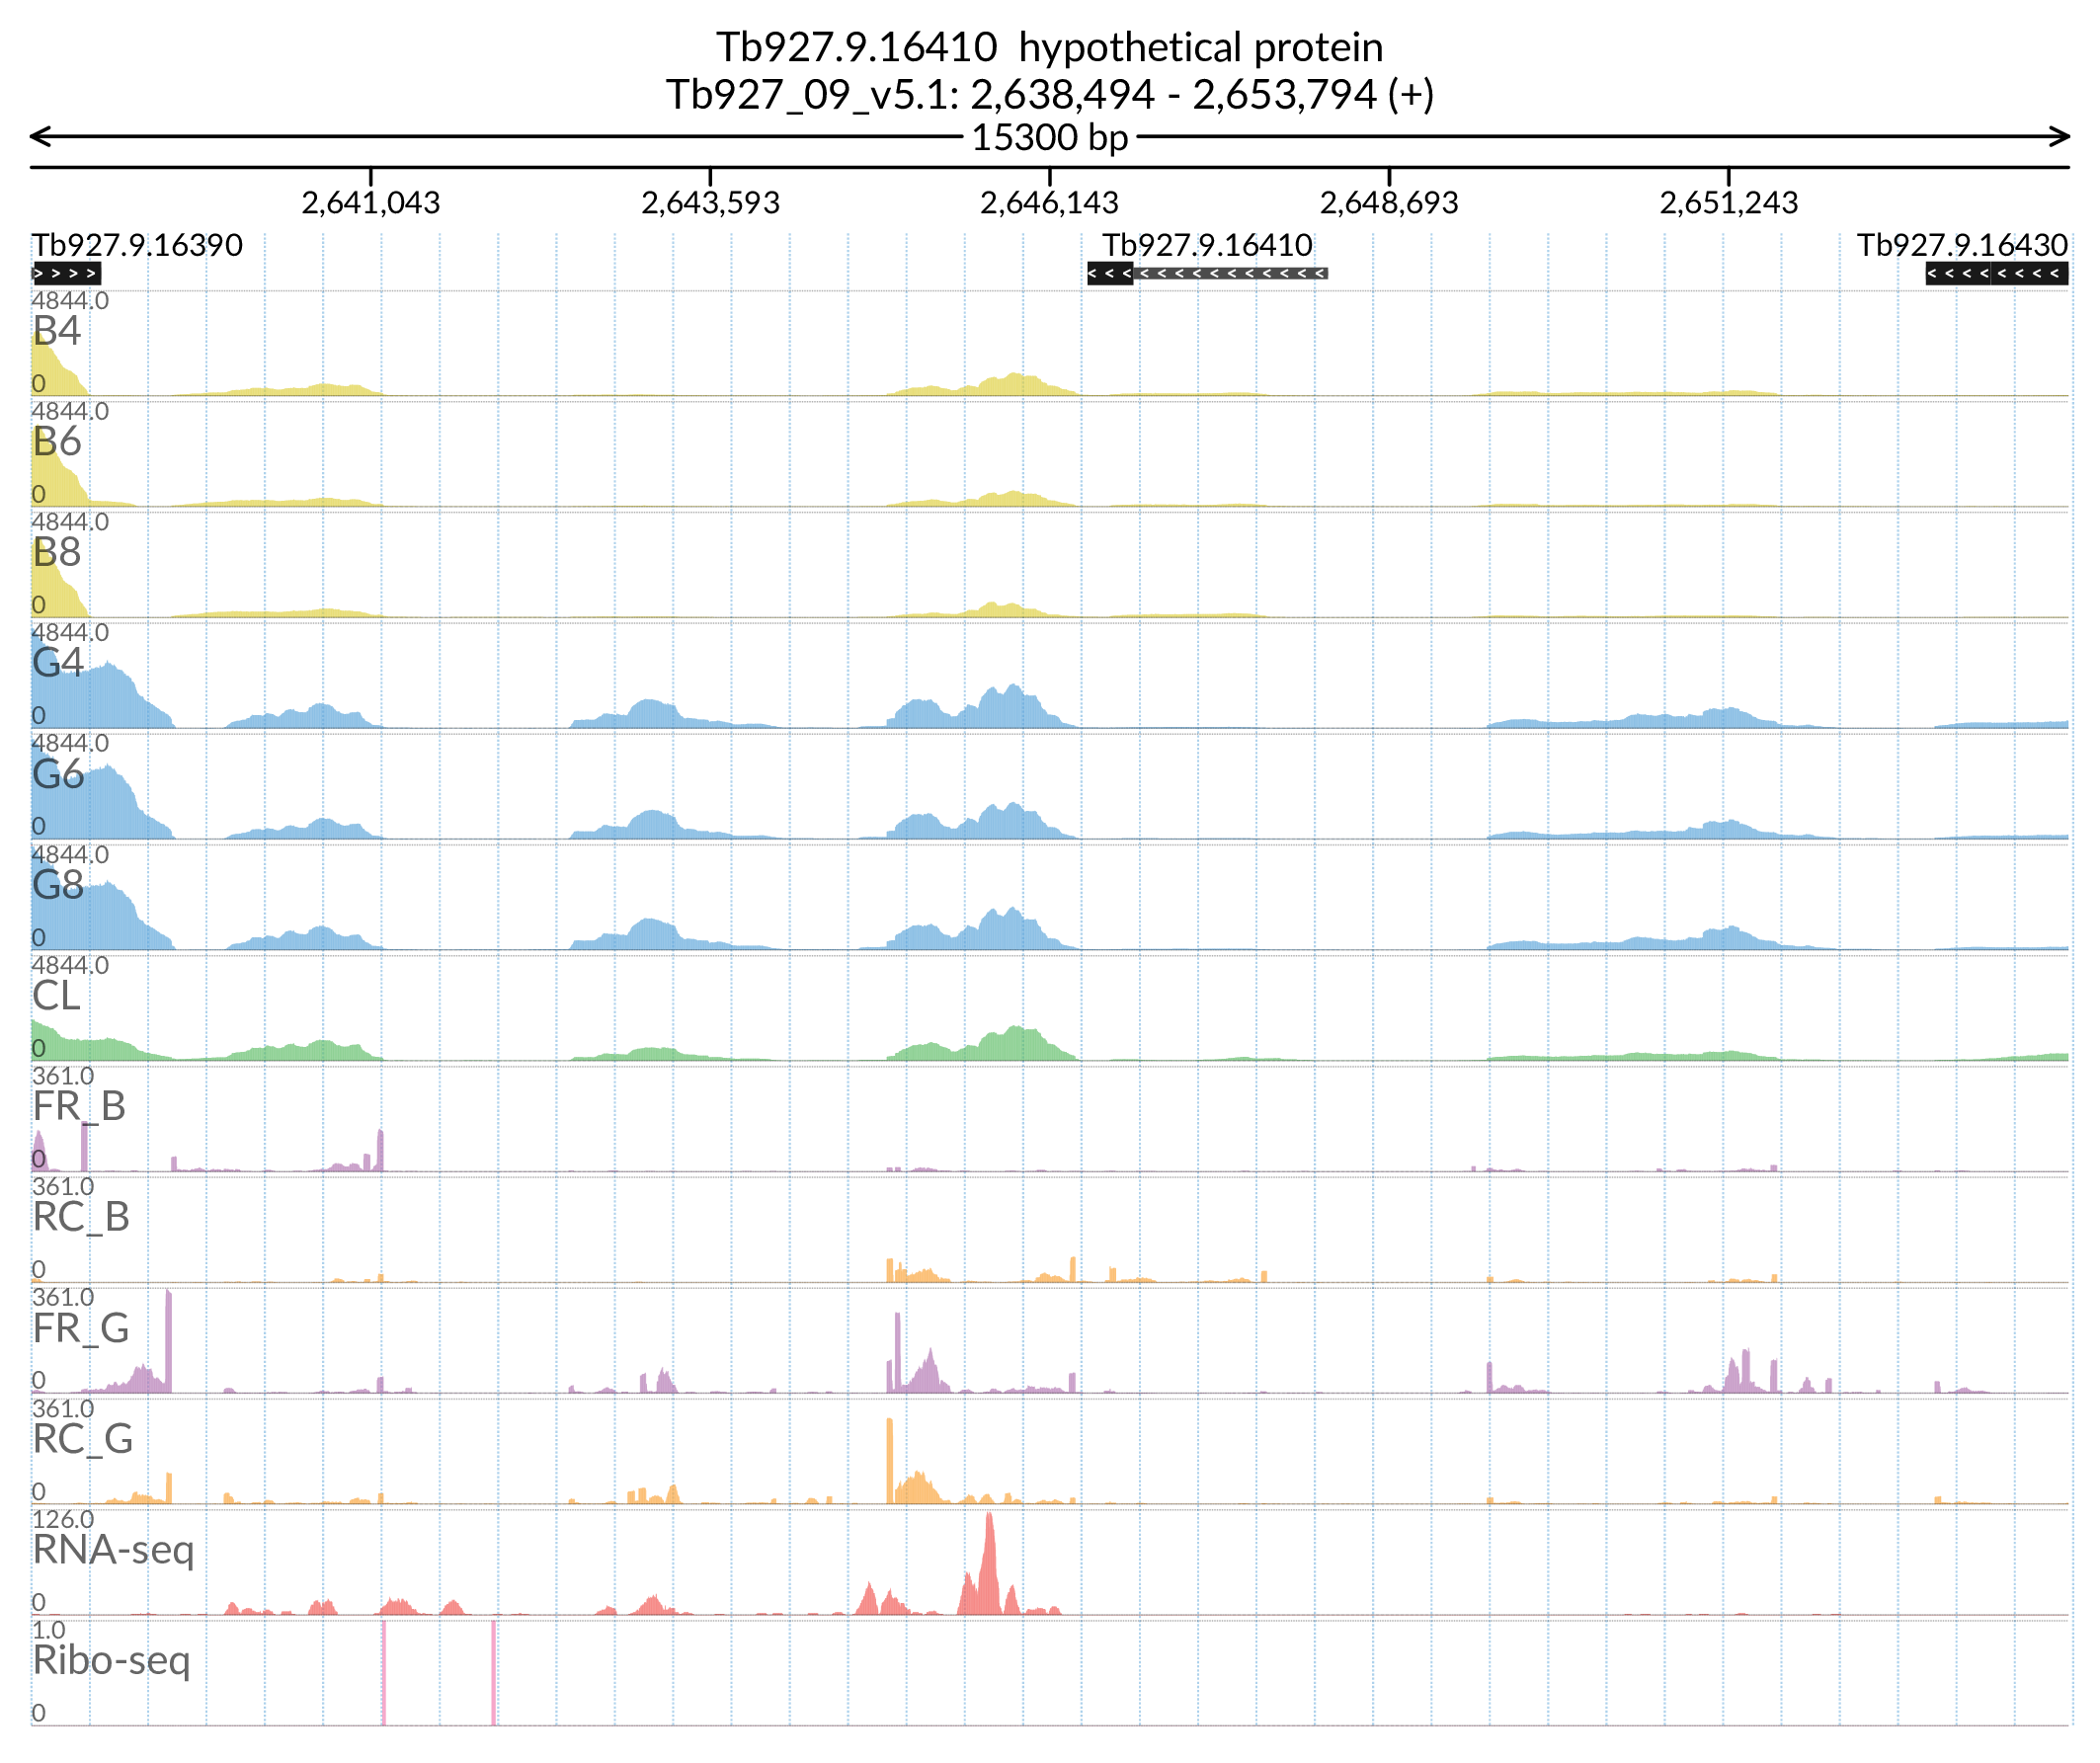 Tb927.9.16410 hypothetical protein
Tb927_09_v5.1: 2,638,494 - 2,653,794 (+)
15300 bp
2,641,043 2,643,593 2,646,143 2,648,693 2,651,243
Tb927.9.16390 Tb927.9.16410 Tb927.9.16430
4844.0
B4
0
4844.0
B6
0
4844.0
B8
0
4844.0
G4
0
4844.0
G6
0
4844.0
G8
0
4844.0
CL
0
361.0
FR_B
0
361.0
RC_B
0
361.0
FR_G
0
361.0
RC_G
0
126.0
RNA-seq
0
1.0
Ribo-seq
0